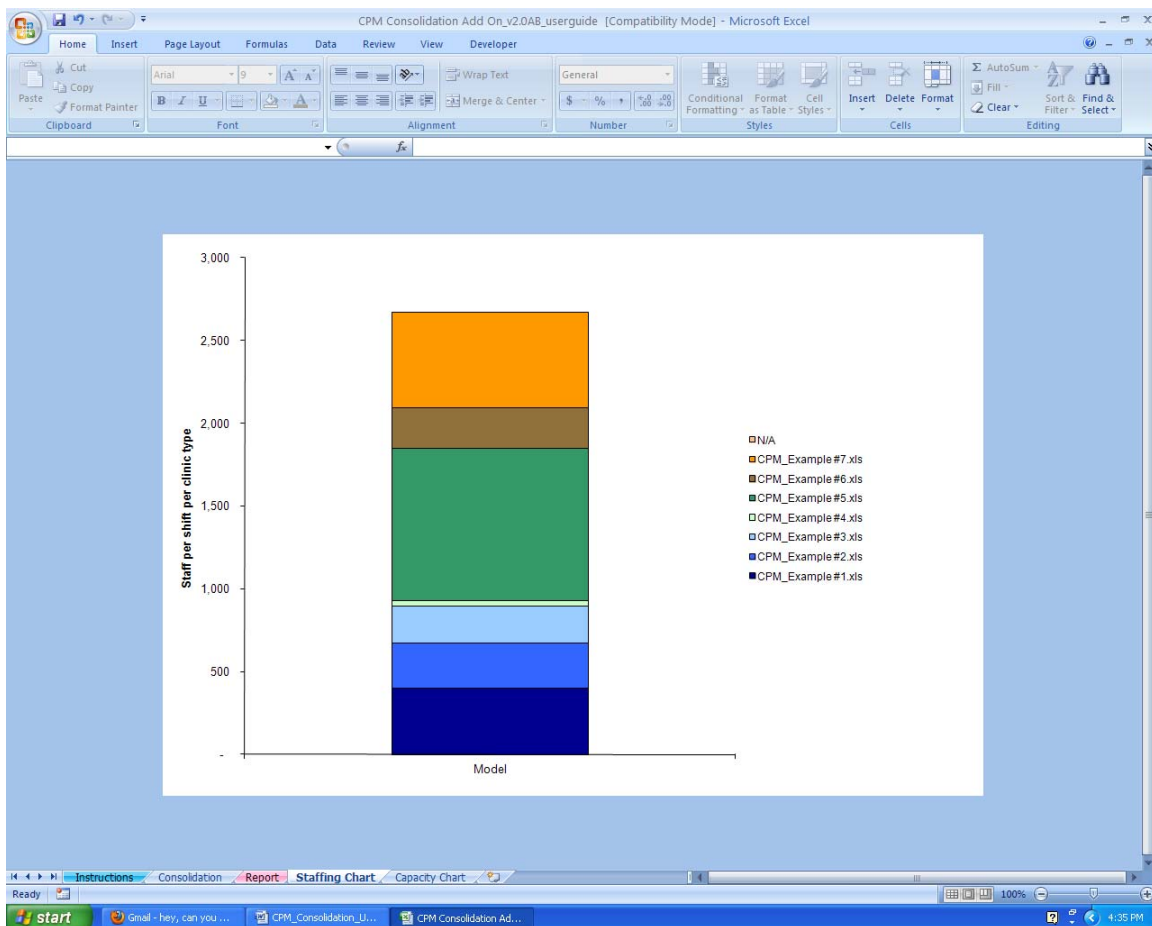 CPM Consolidation Add On_v2.0AB_userguide [Compatibility Mode] - Microsoft Excel
Home Insert Page Layout Formulas Data Review View Developer
Cut
Copy
Format Painter
Paste
Arial 9 A A
B I U A
Wrap Text
Merge & Center
General
$ % , .0 .00 .00 .0
Conditional Formatting
Format as Table
Cell Styles
Insert Delete Format
Σ AutoSum
Fill
Clear
Sort & Filter
Find & Select
Clipboard Font Alignment Number Styles Cells Editing
fx
3,000
2,500
2,000
1,500
1,000
500
-
Staff per shift per clinic type
Model
N/A
CPM_Example #7.xls
CPM_Example #6.xls
CPM_Example #5.xls
CPM_Example #4.xls
CPM_Example #3.xls
CPM_Example #2.xls
CPM_Example #1.xls
Instructions Consolidation Report Staffing Chart Capacity Chart
Ready 100%
start Gmail - hey, can you ... CPM_Consolidation_U... CPM Consolidation Ad... 4:35 PM